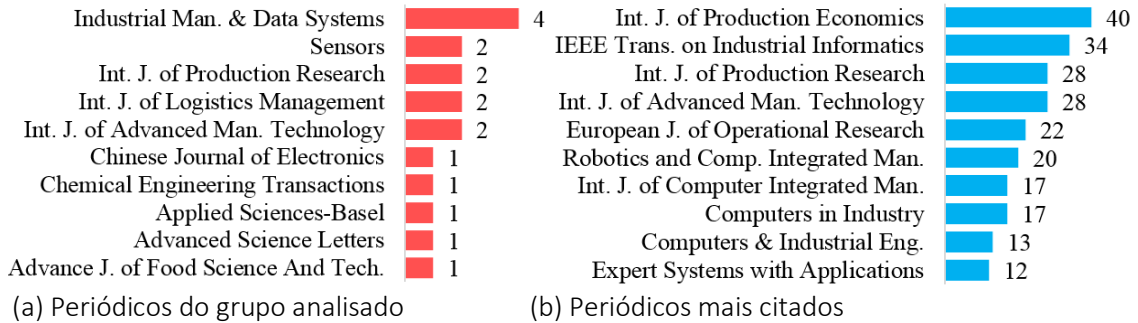 Industrial Man. & Data Systems 4
Sensors 2
Int. J. of Production Research 2
Int. J. of Logistics Management 2
Int. J. of Advanced Man. Technology 2
Chinese Journal of Electronics 1
Chemical Engineering Transactions 1
Applied Sciences-Basel 1
Advanced Science Letters 1
Advance J. of Food Science And Tech. 1
(a) Periódicos do grupo analisado
Int. J. of Production Economics 40
IEEE Trans. on Industrial Informatics 34
Int. J. of Production Research 28
Int. J. of Advanced Man. Technology 28
European J. of Operational Research 22
Robotics and Comp. Integrated Man. 20
Int. J. of Computer Integrated Man. 17
Computers in Industry 17
Computers & Industrial Eng. 13
Expert Systems with Applications 12
(b) Periódicos mais citados